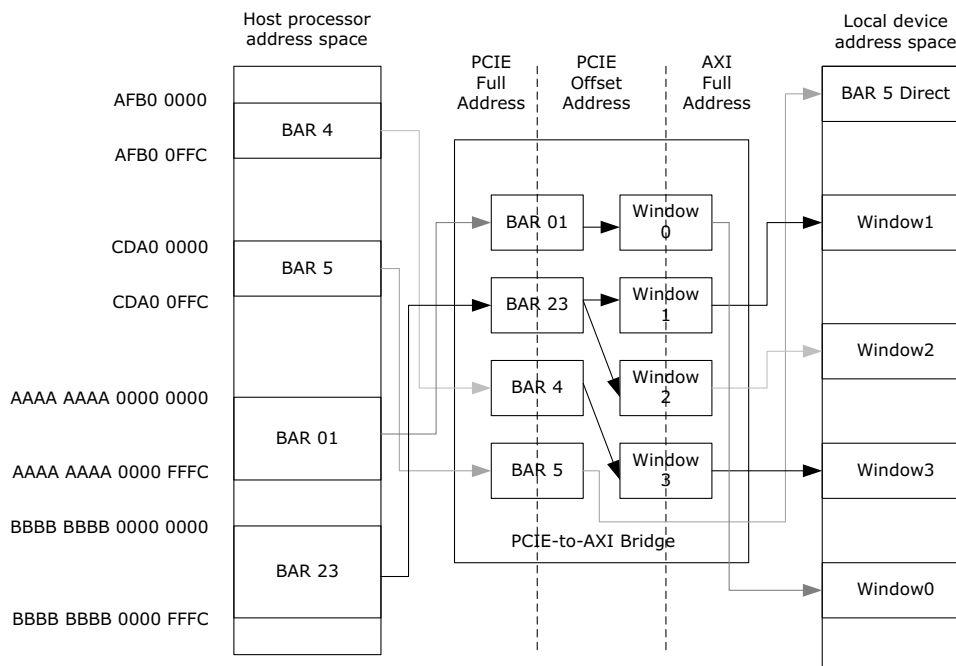 Host processor
address space
Local device
address space
PCIE
Full
Address
PCIE
Offset
Address
AXI
Full
Address
AFB0 0000
BAR 4
AFB0 0FFC
CDA0 0000
BAR 5
CDA0 0FFC
AAAA AAAA 0000 0000
BAR 01
AAAA AAAA 0000 FFFC
BBBB BBBB 0000 0000
BAR 23
BBBB BBBB 0000 FFFC
BAR 01
Window
0
BAR 23
Window
1
BAR 4
Window
2
BAR 5
Window
3
PCIE-to-AXI Bridge
BAR 5 Direct
Window1
Window2
Window3
Window0